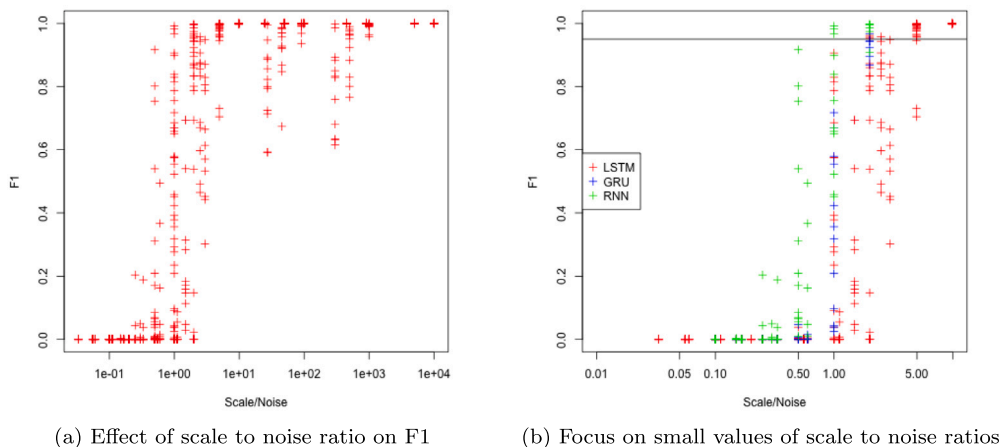 F1
0.0
0.2
0.4
0.6
0.8
1.0
1e-01
1e+00
1e+01
1e+02
1e+03
1e+04
Scale/Noise
(a) Effect of scale to noise ratio on F1
F1
0.0
0.2
0.4
0.6
0.8
1.0
LSTM
GRU
RNN
0.01
0.05
0.10
0.50
1.00
5.00
Scale/Noise
(b) Focus on small values of scale to noise ratios